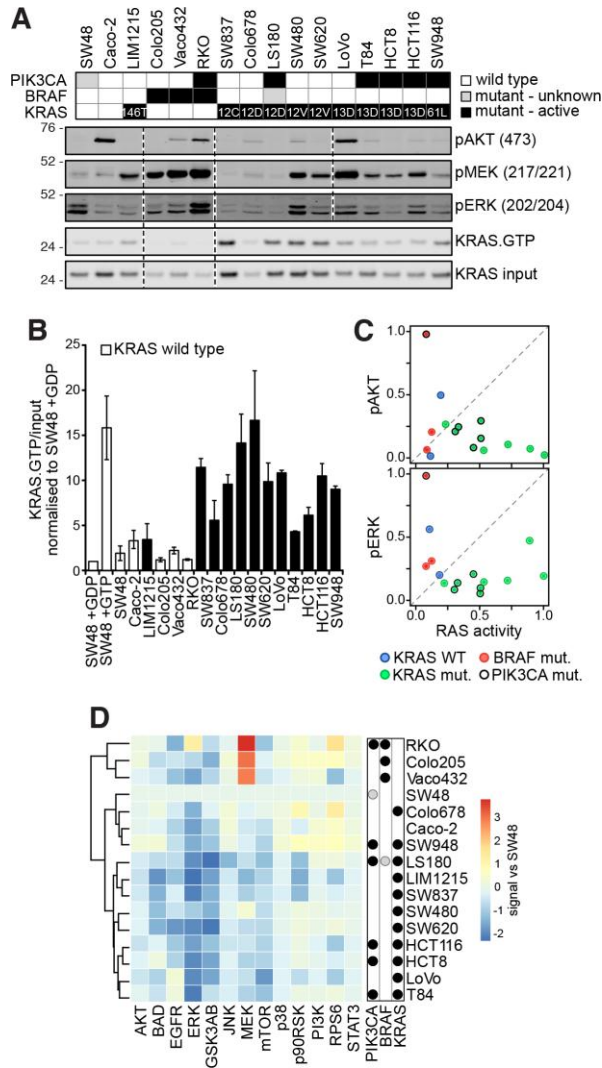 A
SW48
Caco-2
LIM1215
Colo205
Vaco432
RKO
SW837
Colo678
LS180
SW480
SW620
LoVo
T84
HCT8
HCT116
SW948
PIK3CA
BRAF
KRAS
146T 12C 12D 12D 12V 12V 13D 13D 13D 13D 61L
wild type
mutant - unknown
mutant - active
76 - pAKT (473)
52 - pMEK (217/221)
52 - pERK (202/204)
24 - KRAS.GTP
24 - KRAS input
B
KRAS wild type
KRAS.GTP/input
normalised to SW48 +GDP
25
20
15
10
5
0
SW48 +GDP
SW48 +GTP
SW48
Caco-2
LIM1215
Colo205
Vaco432
RKO
SW837
Colo678
LS180
SW480
SW620
LoVo
T84
HCT8
HCT116
SW948
C
pAKT
1.0
0.5
0
pERK
1.0
0.5
0
0 0.5 1
RAS activity
KRAS WT
BRAF mut.
KRAS mut.
PIK3CA mut.
D
RKO
Colo205
Vaco432
SW48
Colo678
Caco-2
SW948
LS180
LIM1215
SW837
SW480
SW620
HCT116
HCT8
LoVo
T84
AKT
BAD
EGFR
ERK
GSK3AB
JNK
MEK
mTOR
p38
p90RSK
PI3K
RPS6
STAT3
PIK3CA
BRAF
KRAS
3
2
1
0
-1
-2
signal vs SW48